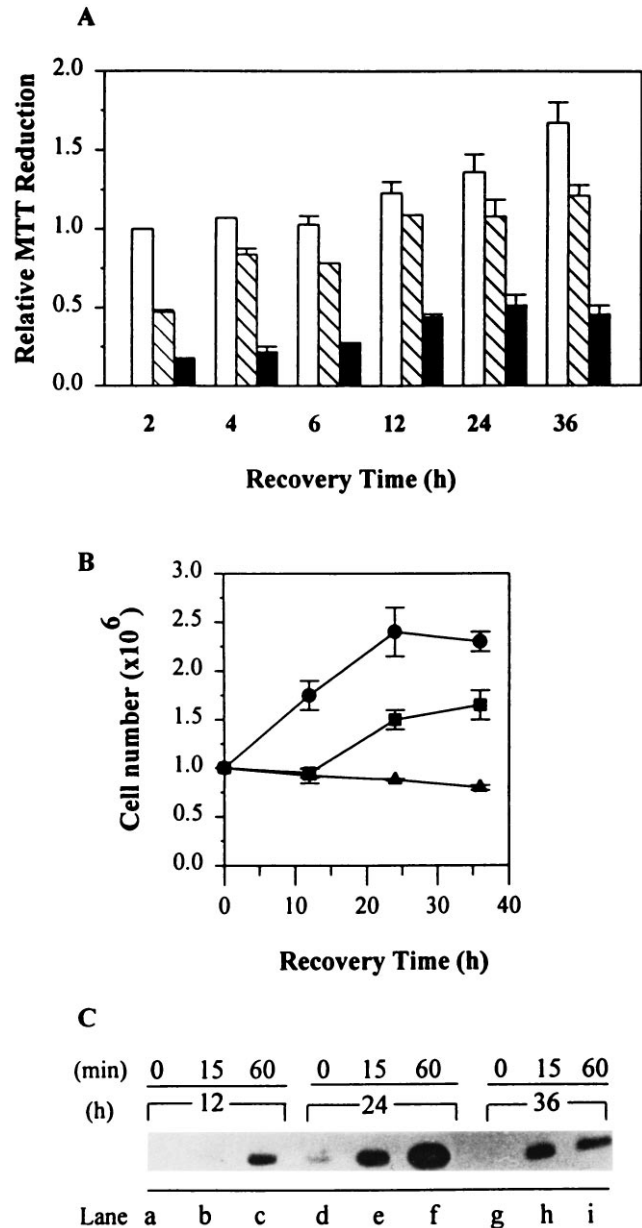 A
2.0
1.5
1.0
0.5
0.0
Relative MTT Reduction
2 4 6 12 24 36
Recovery Time (h)
B
3.0
2.5
2.0
1.5
1.0
0.5
0.0
Cell number (x10^6)
0 10 20 30 40
Recovery Time (h)
C
(min) 0 15 60 0 15 60 0 15 60
(h) 12 24 36
Lane a b c d e f g h i